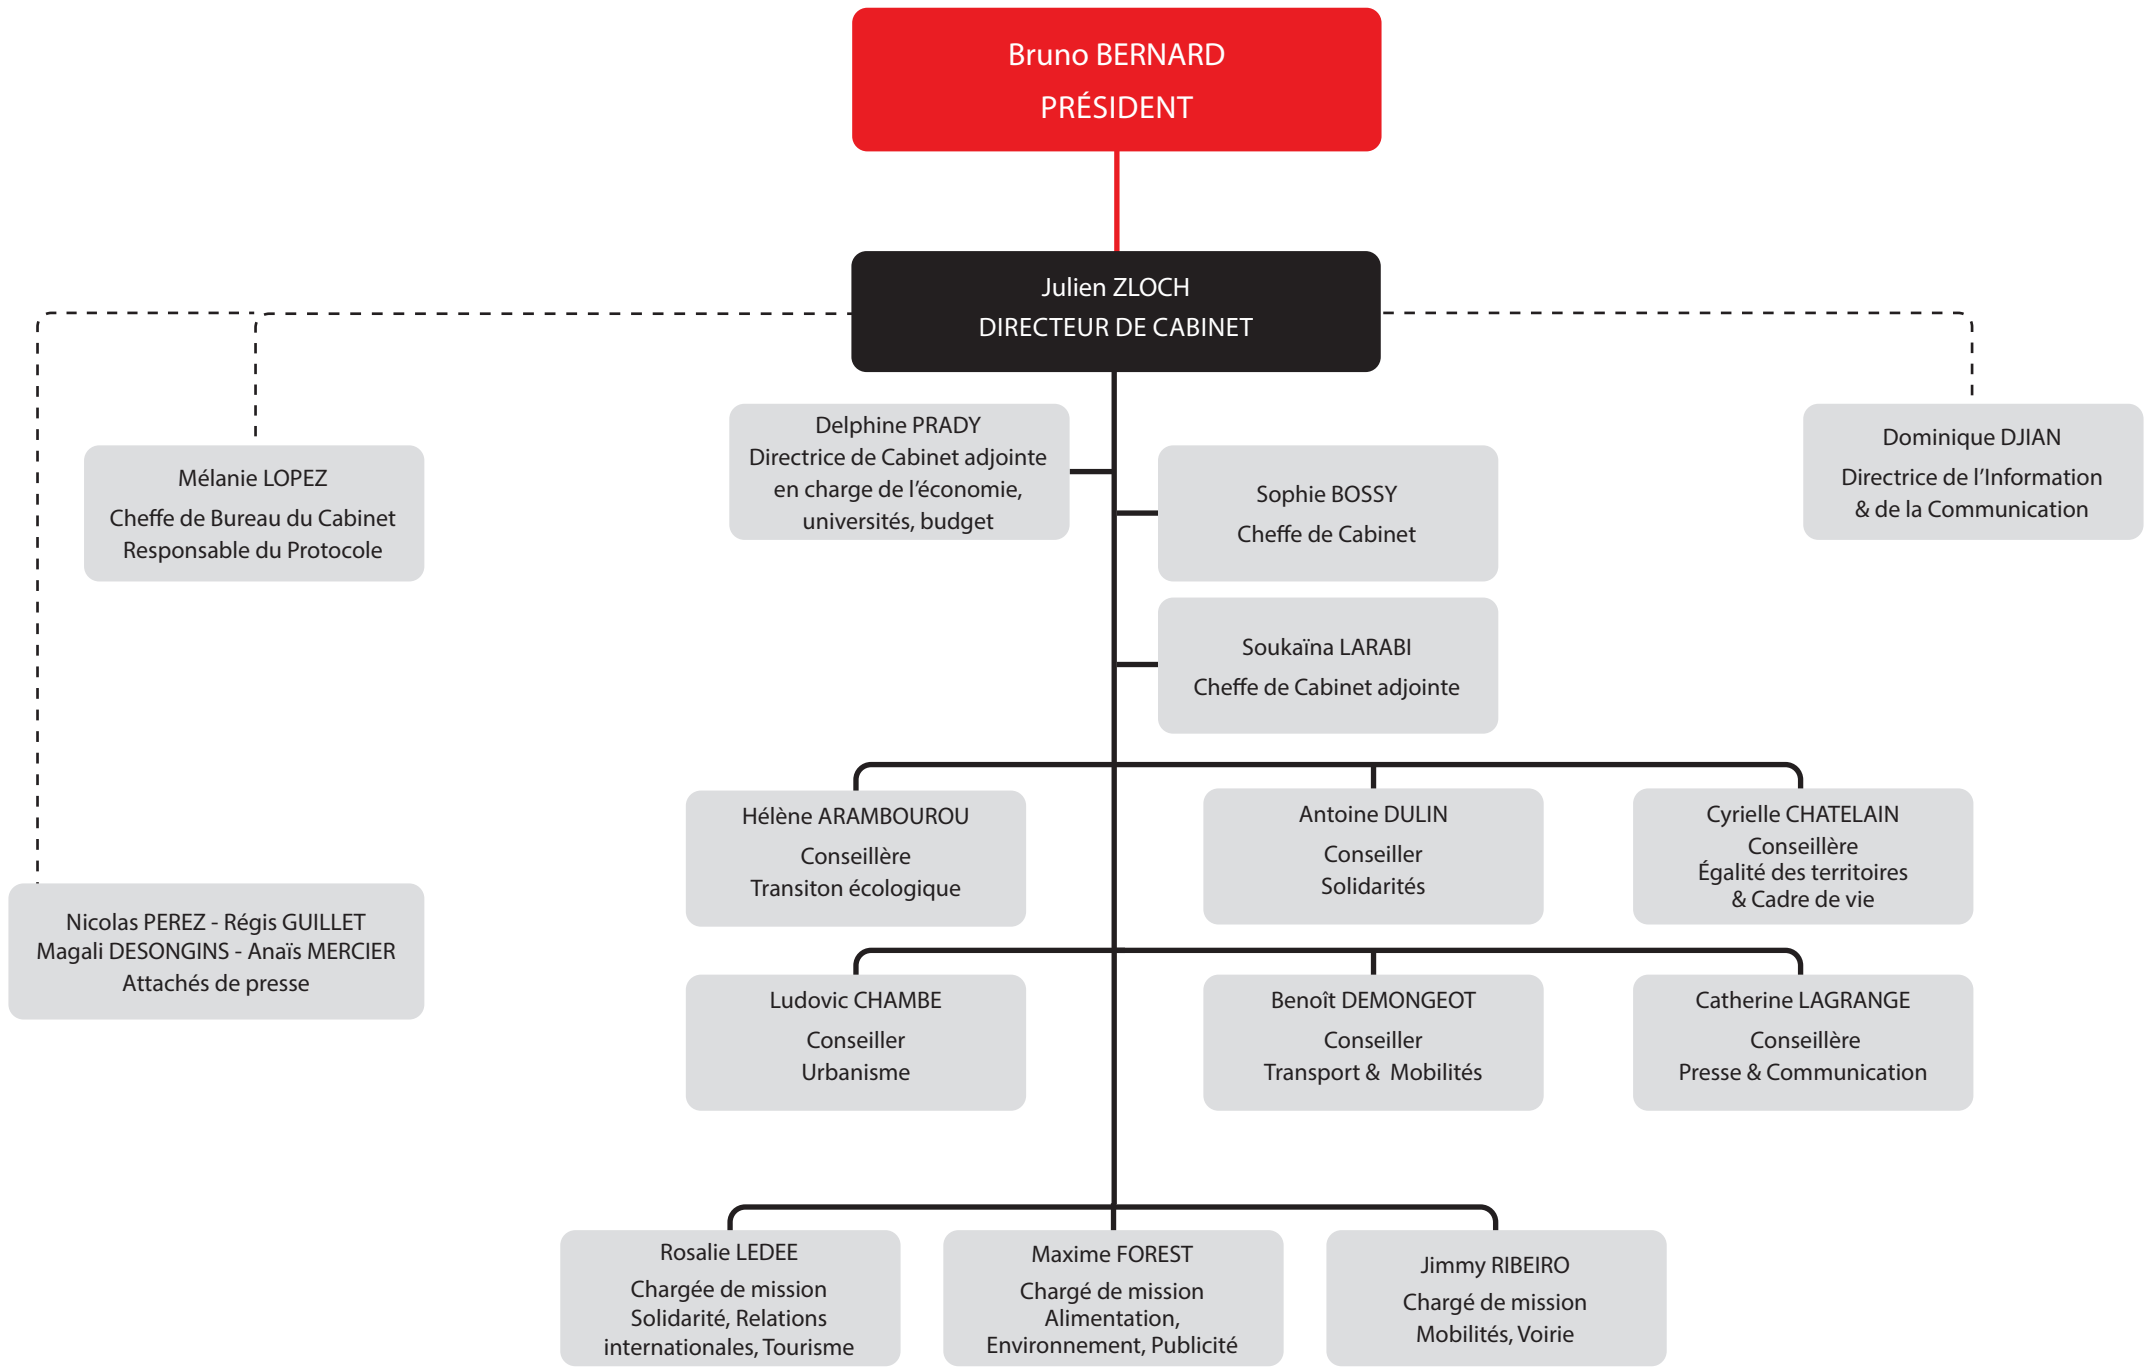 Bruno BERNARD
PRÉSIDENT
Julien ZLOCH
DIRECTEUR DE CABINET
Mélanie LOPEZ
Cheffe de Bureau du Cabinet
Responsable du Protocole
Delphine PRADY
Directrice de Cabinet adjointe
en charge de l’économie,
universités, budget
Sophie BOSSY
Cheffe de Cabinet
Dominique DJIAN
Directrice de l’Information
& de la Communication
Soukaïna LARABI
Cheffe de Cabinet adjointe
Hélène ARAMBOUROU
Conseillère
Transiton écologique
Antoine DULIN
Conseiller
Solidarités
Cyrielle CHATELAIN
Conseillère
Égalité des territoires
& Cadre de vie
Nicolas PEREZ - Régis GUILLET
Magali DESONGINS - Anaïs MERCIER
Attachés de presse
Ludovic CHAMBE
Conseiller
Urbanisme
Benoît DEMONGEOT
Conseiller
Transport & Mobilités
Catherine LAGRANGE
Conseillère
Presse & Communication
Rosalie LEDEE
Chargée de mission
Solidarité, Relations
internationales, Tourisme
Maxime FOREST
Chargé de mission
Alimentation,
Environnement, Publicité
Jimmy RIBEIRO
Chargé de mission
Mobilités, Voirie